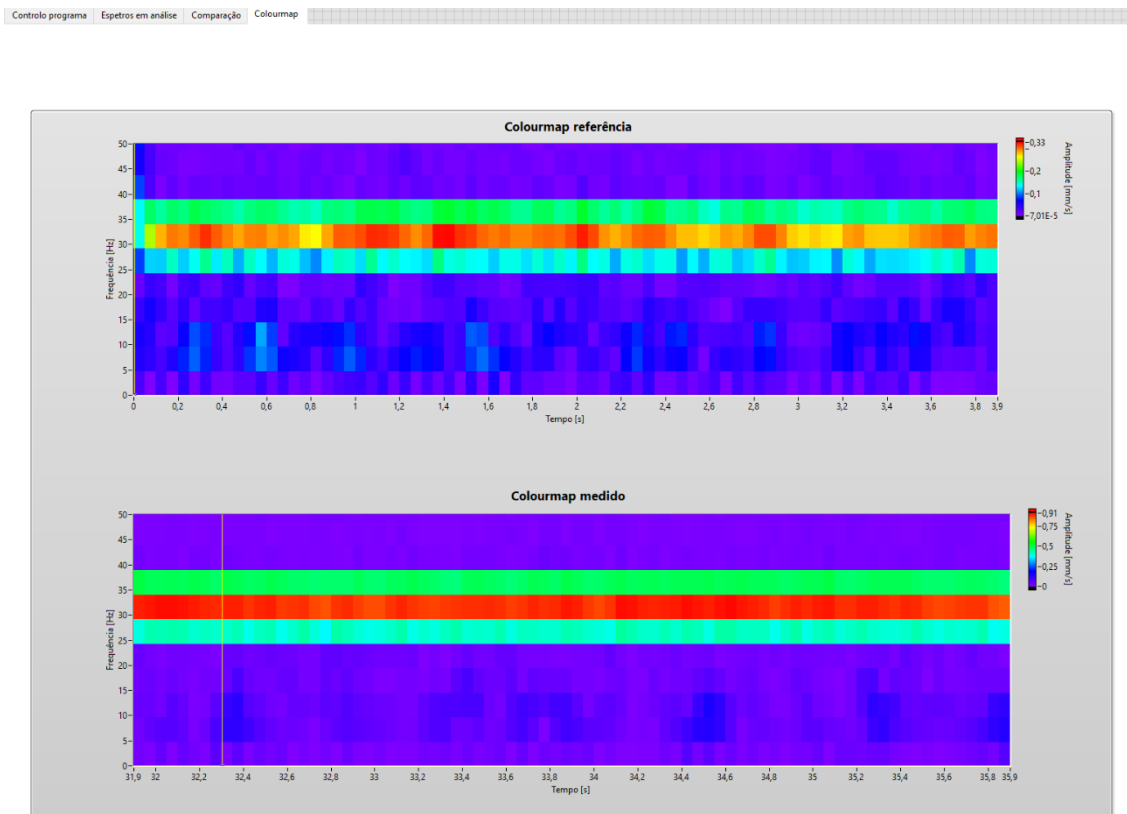 Controlo programa Espetros em análise Comparação Colourmap
Colourmap referência
Frequência [Hz]
50
45
40
35
30
25
20
15
10
5
0
0 0,2 0,4 0,6 0,8 1 1,2 1,4 1,6 1,8 2 2,2 2,4 2,6 2,8 3 3,2 3,4 3,6 3,8 3,9
Tempo [s]
0,33
0,2
0,1
7,01E-5
Amplitude [mm/s]
Colourmap medido
Frequência [Hz]
50
45
40
35
30
25
20
15
10
5
0
31,9 32 32,2 32,4 32,6 32,8 33 33,2 33,4 33,6 33,8 34 34,2 34,4 34,6 34,8 35 35,2 35,4 35,6 35,8 35,9
Tempo [s]
0,91
0,75
0,5
0,25
0
Amplitude [mm/s]